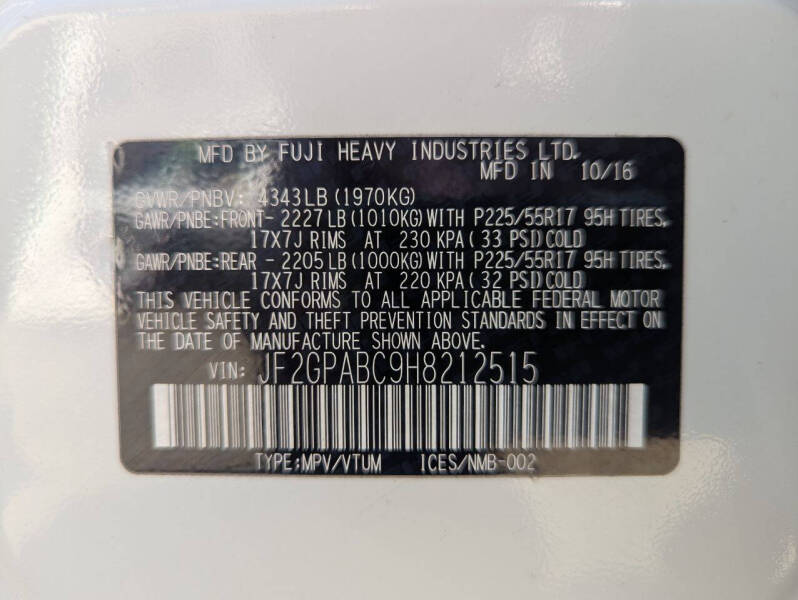 MFD BY FUJI HEAVY INDUSTRIES LTD.
MFD IN 10/16
GVWR/PNBV: 4343LB (1970KG)
GAWR/PNBE:FRONT- 2227LB (1010KG) WITH P225/55R17 95H TIRES,
17X7J RIMS AT 230 KPA (33 PSI) COLD
GAWR/PNBE:REAR - 2205LB (1000KG) WITH P225/55R17 95H TIRES,
17X7J RIMS AT 220 KPA (32 PSI) COLD
THIS VEHICLE CONFORMS TO ALL APPLICABLE FEDERAL MOTOR
VEHICLE SAFETY AND THEFT PREVENTION STANDARDS IN EFFECT ON
THE DATE OF MANUFACTURE SHOWN ABOVE.
VIN: JF2GPABC9H8212515
TYPE:MPV/VTUM ICES/NMB-002